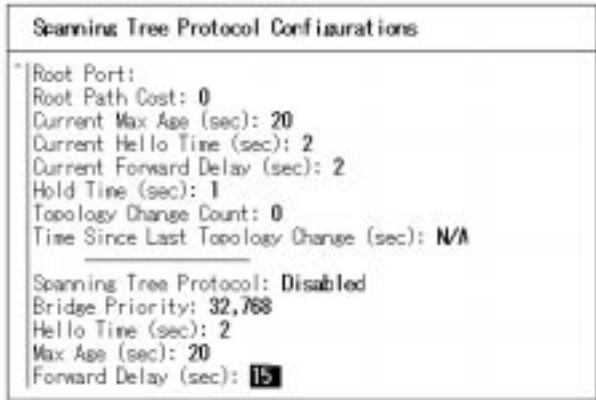 Spanning Tree Protocol Configurations
Root Port:
Root Path Cost: 0
Current Max Age (sec): 20
Current Hello Time (sec): 2
Current Forward Delay (sec): 2
Hold Time (sec): 1
Topology Change Count: 0
Time Since Last Topology Change (sec): N/A
Spanning Tree Protocol: Disabled
Bridge Priority: 32,768
Hello Time (sec): 2
Max Age (sec): 20
Forward Delay (sec): 15